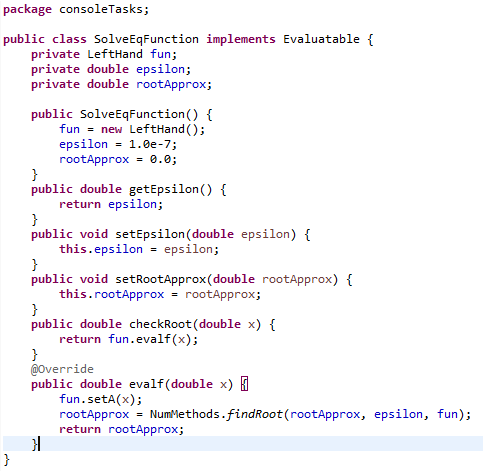 package consoleTasks;
public class SolveEqFunction implements Evaluatable {
private LeftHand fun;
private double epsilon;
private double rootApprox;
public SolveEqFunction() {
fun = new LeftHand();
epsilon = 1.0e-7;
rootApprox = 0.0;
}
public double getEpsilon() {
return epsilon;
}
public void setEpsilon(double epsilon) {
this.epsilon = epsilon;
}
public void setRootApprox(double rootApprox) {
this.rootApprox = rootApprox;
}
public double checkRoot(double x) {
return fun.evalf(x);
}
@Override
public double evalf(double x) {
fun.setA(x);
rootApprox = NumMethods.findRoot(rootApprox, epsilon, fun);
return rootApprox;
}
}